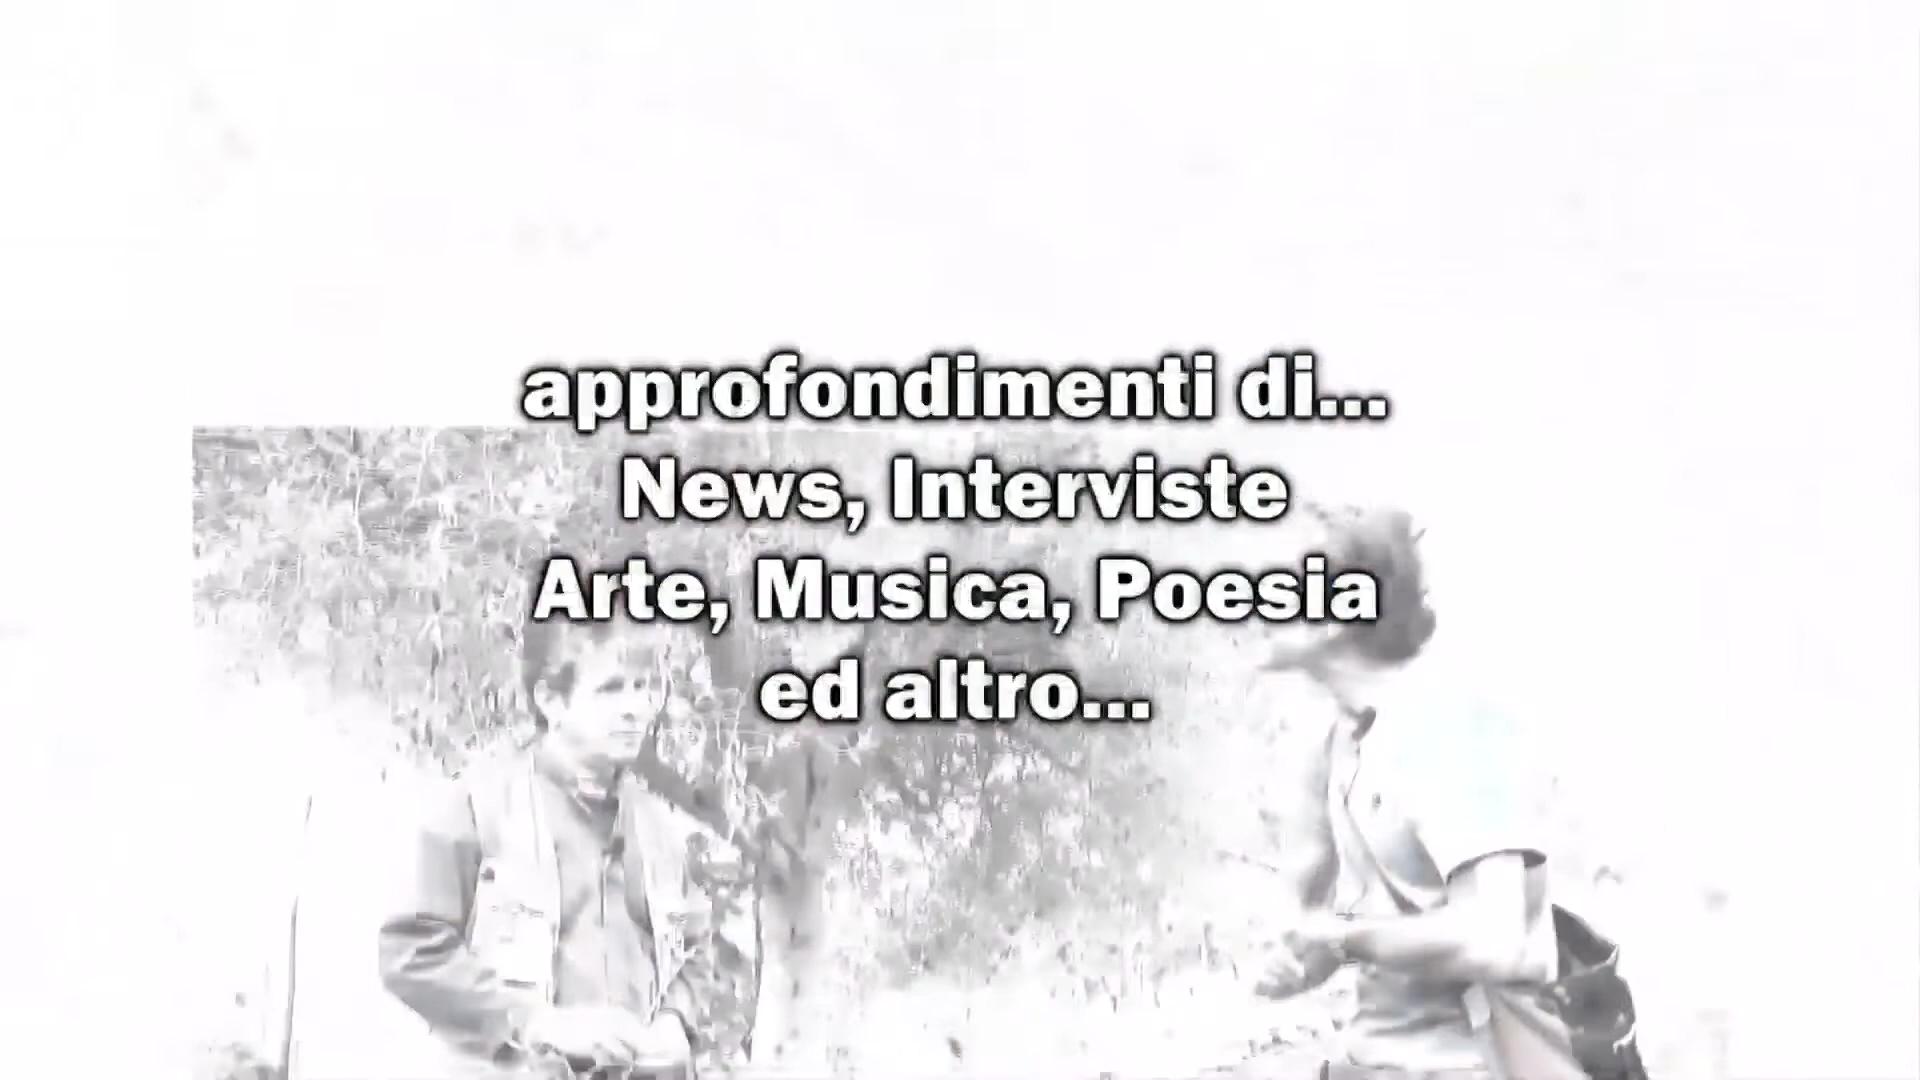 approfondimenti di...
News, Interviste
Arte, Musica, Poesia
ed altro...